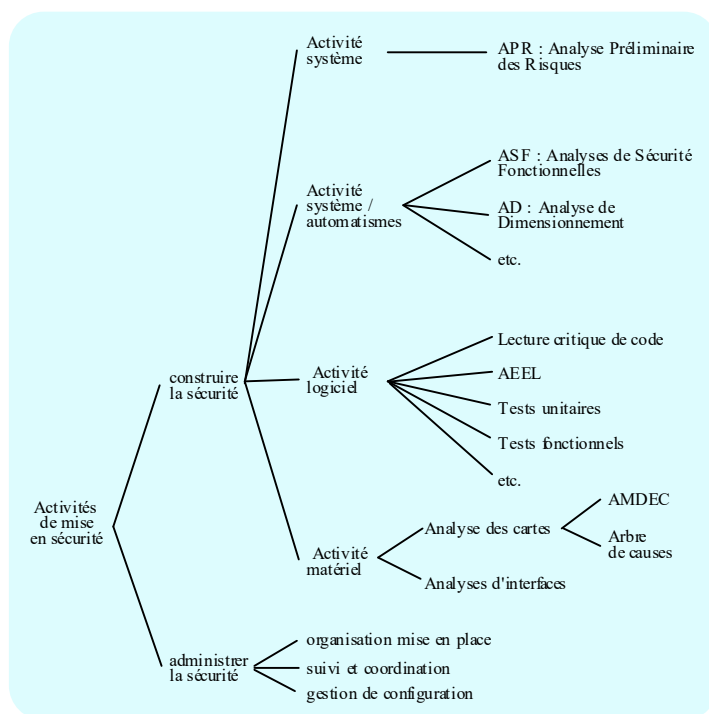 Activité
système
APR : Analyse Préliminaire
des Risques
Activité
système /
automatismes
ASF : Analyses de Sécurité
Fonctionnelles
AD : Analyse de
Dimensionnement
etc.
construire
la sécurité
Activité
logiciel
Lecture critique de code
AEEL
Tests unitaires
Tests fonctionnels
etc.
Activités
de mise
en sécurité
Activité
matériel
Analyse des cartes
AMDEC
Arbre
de causes
Analyses d'interfaces
administrer
la sécurité
organisation mise en place
suivi et coordination
gestion de configuration